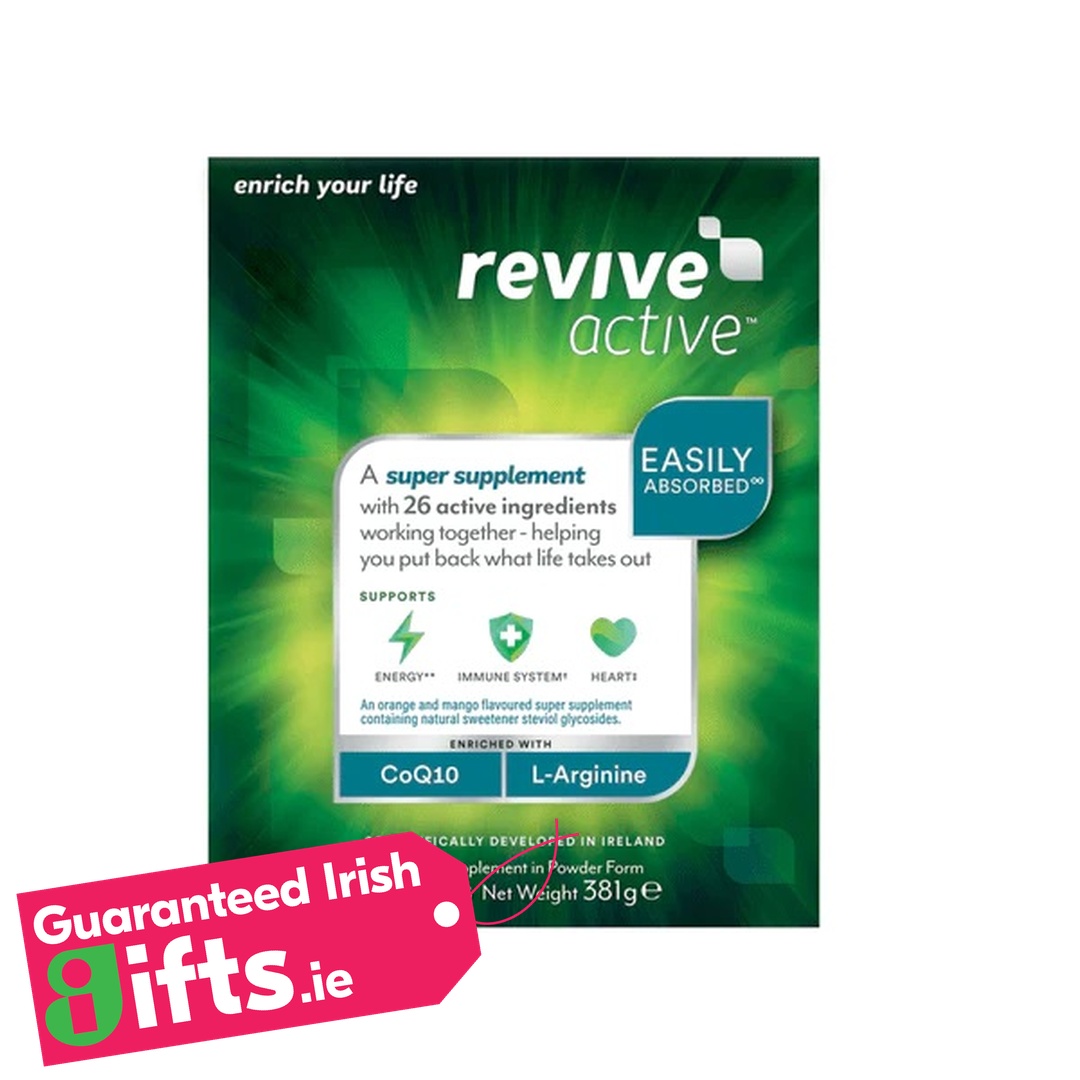 enrich your life
revive
active™
EASILY
ABSORBED∞
A super supplement
with 26 active ingredients
working together - helping
you put back what life takes out
SUPPORTS
ENERGY**
IMMUNE SYSTEM†
HEART‡
An orange and mango flavoured super supplement
containing natural sweetener steviol glycosides.
ENRICHED WITH
CoQ10
L-Arginine
DEVELOPED IN IRELAND
in Powder Form
Net Weight 381g℮
Guaranteed Irish
gifts.ie